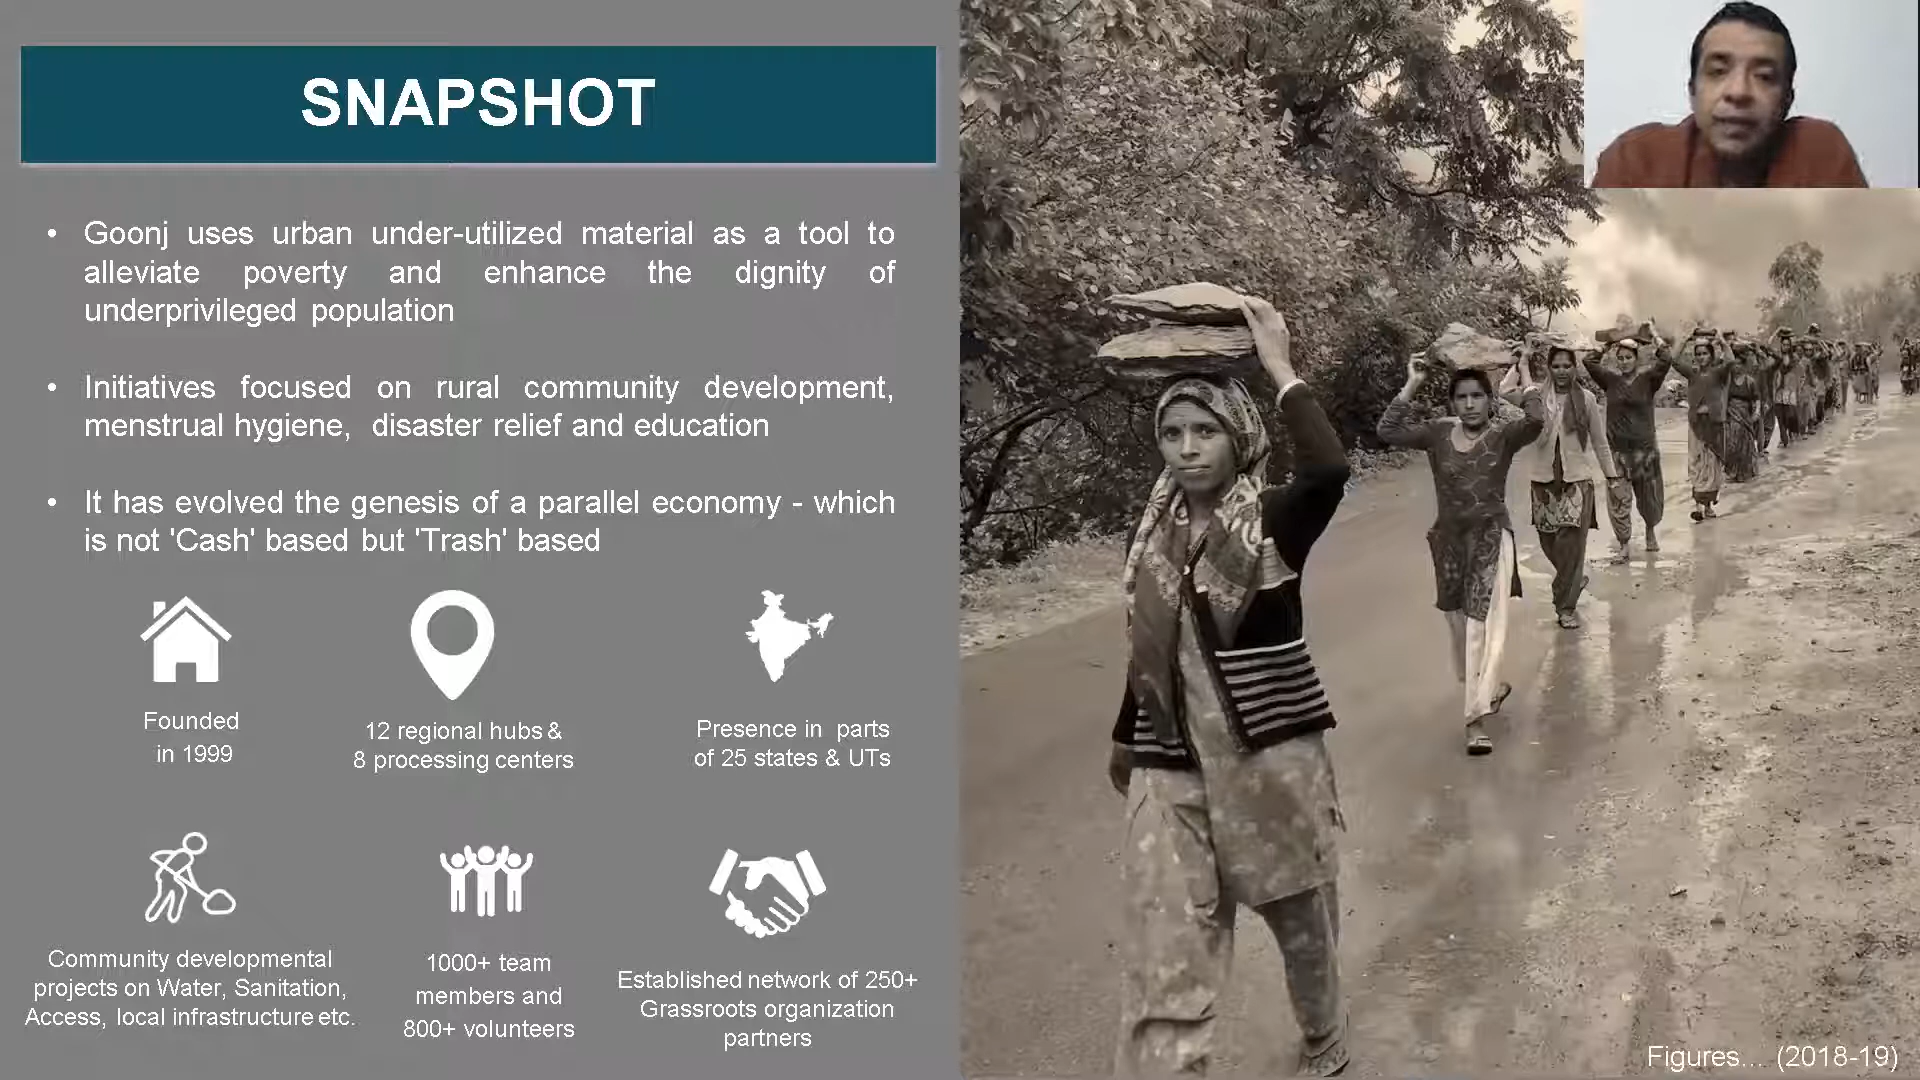 SNAPSHOT
• Goonj uses urban under-utilized material as a tool to
alleviate poverty and enhance the dignity of
underprivileged population
• Initiatives focused on rural community development,
menstrual hygiene, disaster relief and education
• It has evolved the genesis of a parallel economy - which
is not 'Cash' based but 'Trash' based
Founded
in 1999
12 regional hubs &
8 processing centers
Presence in parts
of 25 states & UTs
Community developmental
projects on Water, Sanitation,
Access, local infrastructure etc.
1000+ team
members and
800+ volunteers
Established network of 250+
Grassroots organization
partners
Figures... (2018-19)